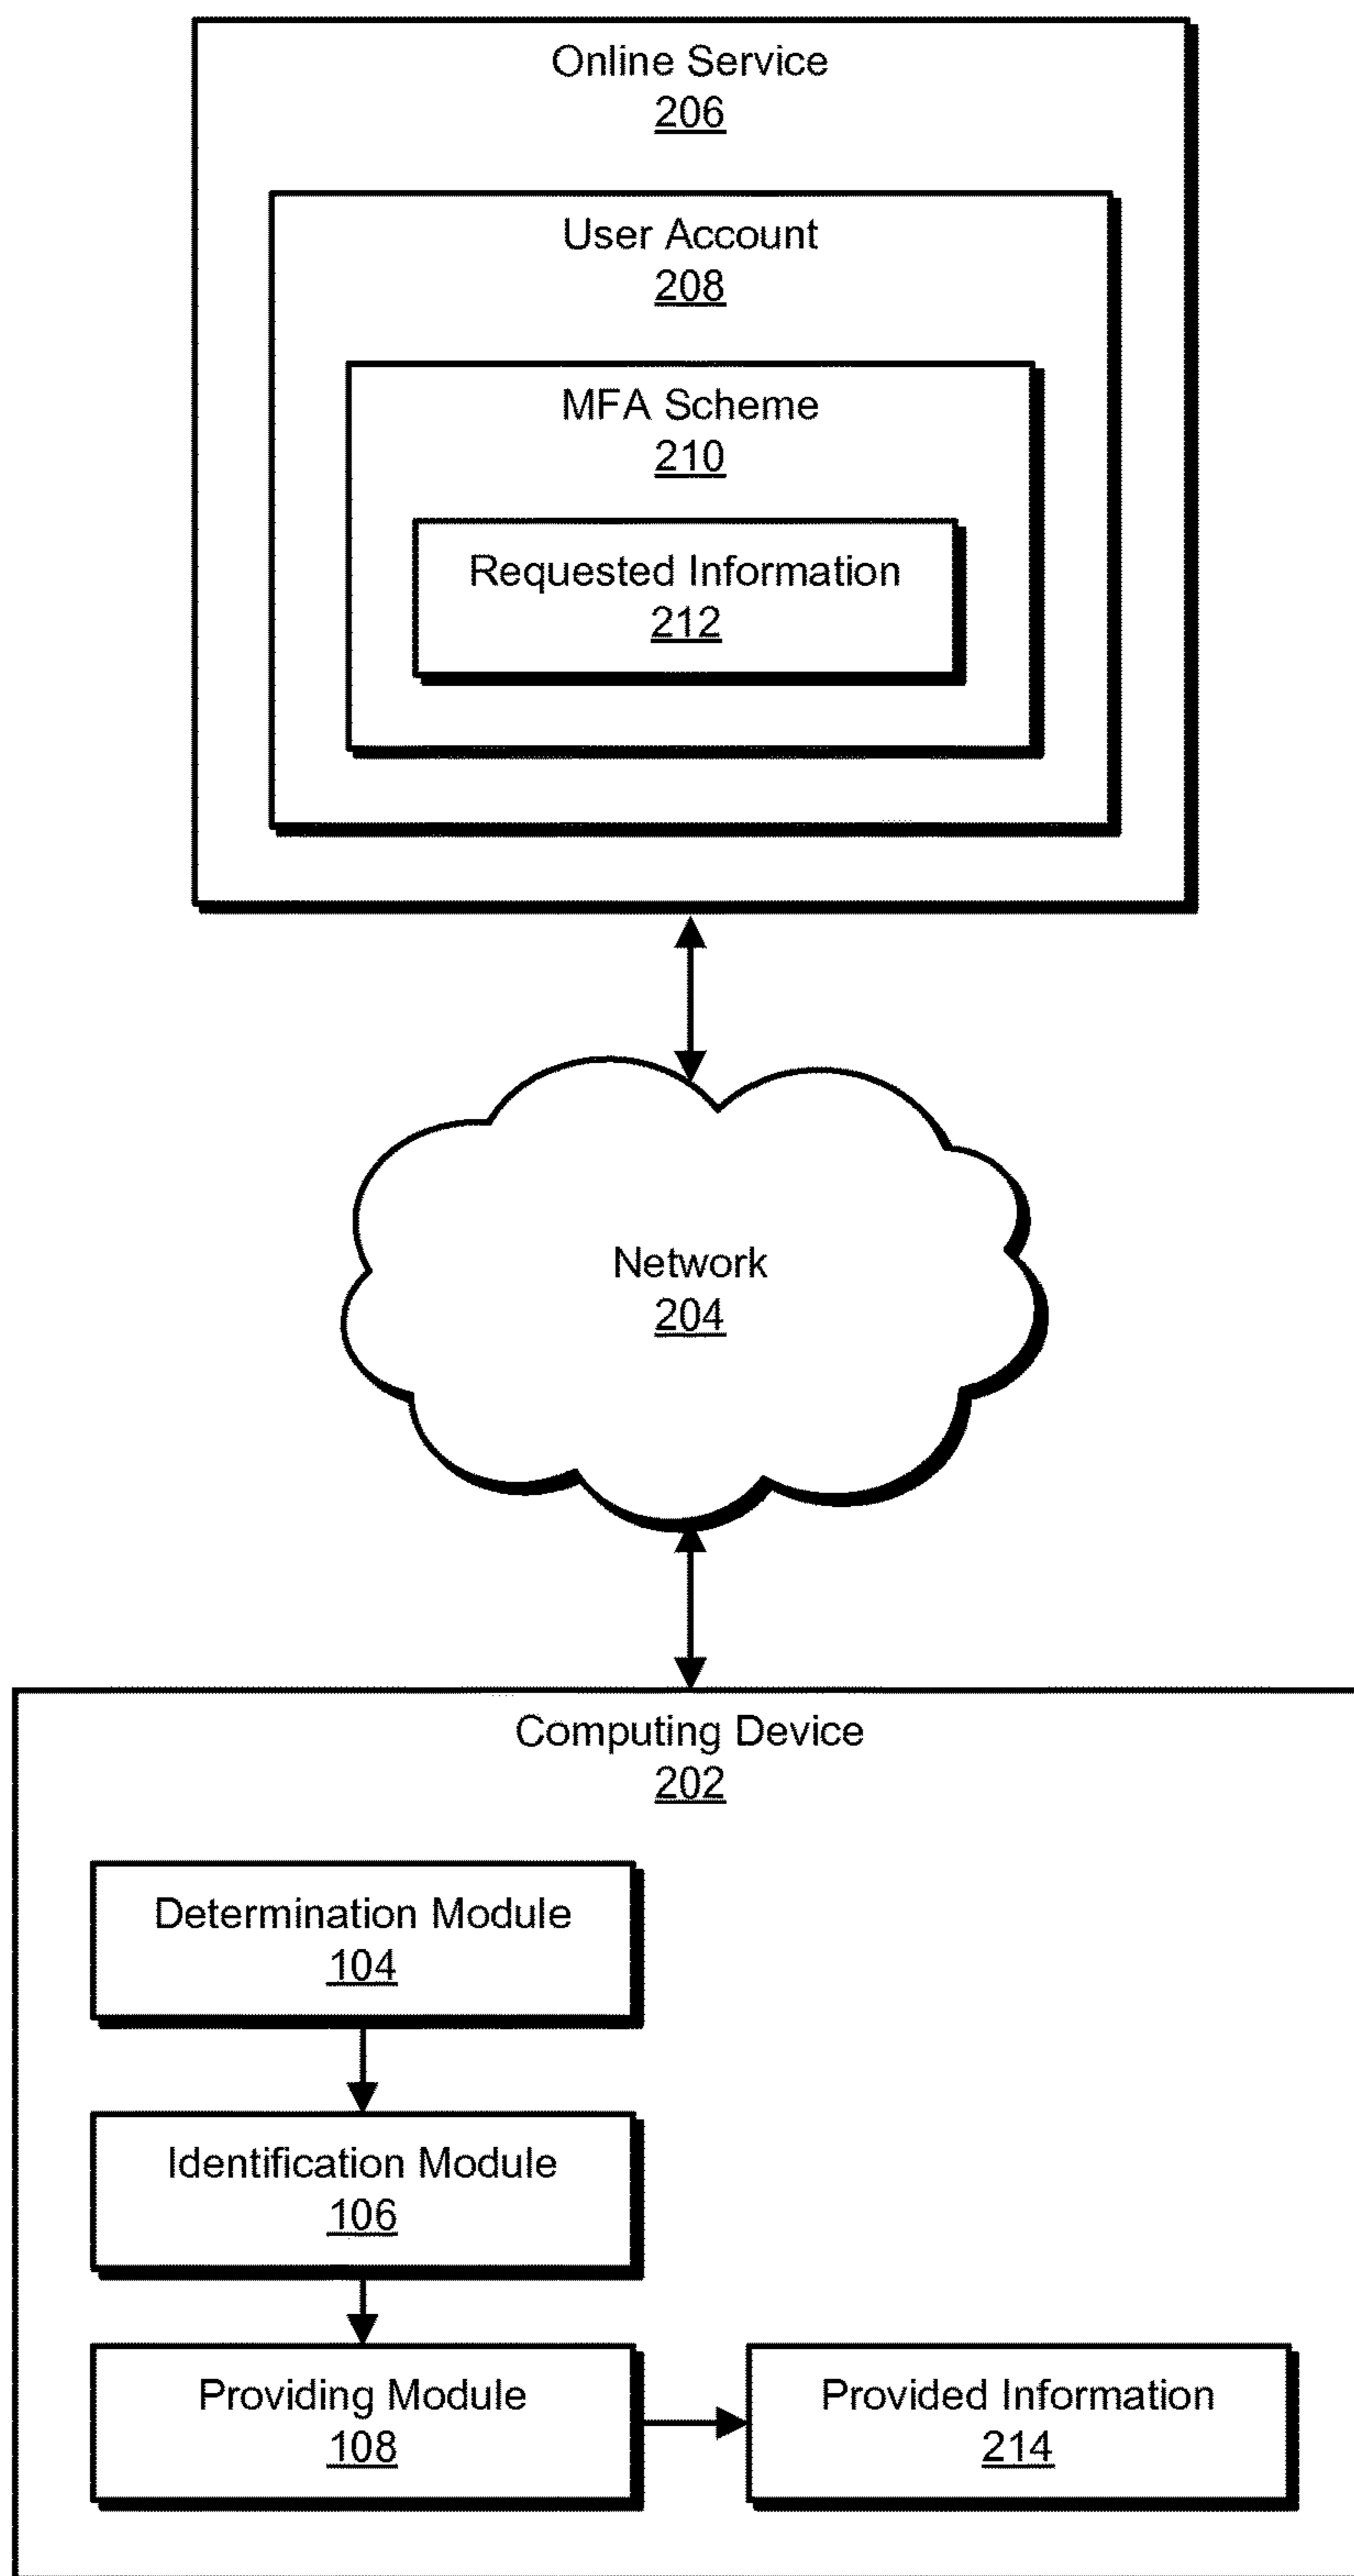 Online Service
206
User Account
208
MFA Scheme
210
Requested Information
212
Network
204
Computing Device
202
Determination Module
104
Identification Module
106
Providing Module
108
Provided Information
214